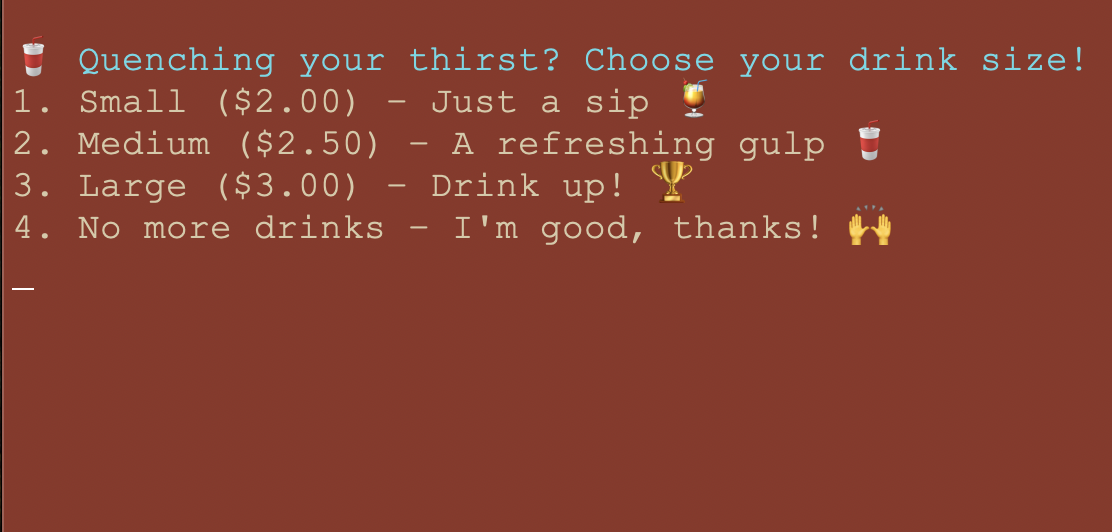 🥤 Quenching your thirst? Choose your drink size!
1. Small ($2.00) – Just a sip 🍹
2. Medium ($2.50) – A refreshing gulp 🥤
3. Large ($3.00) – Drink up! 🏆
4. No more drinks – I'm good, thanks! 🙌
_